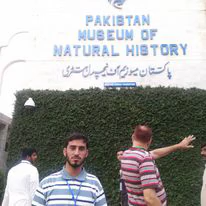 PAKISTAN
MUSEUM OF
NATURAL HISTORY
پاکستان میوزیم آف نیچرل ہسٹری